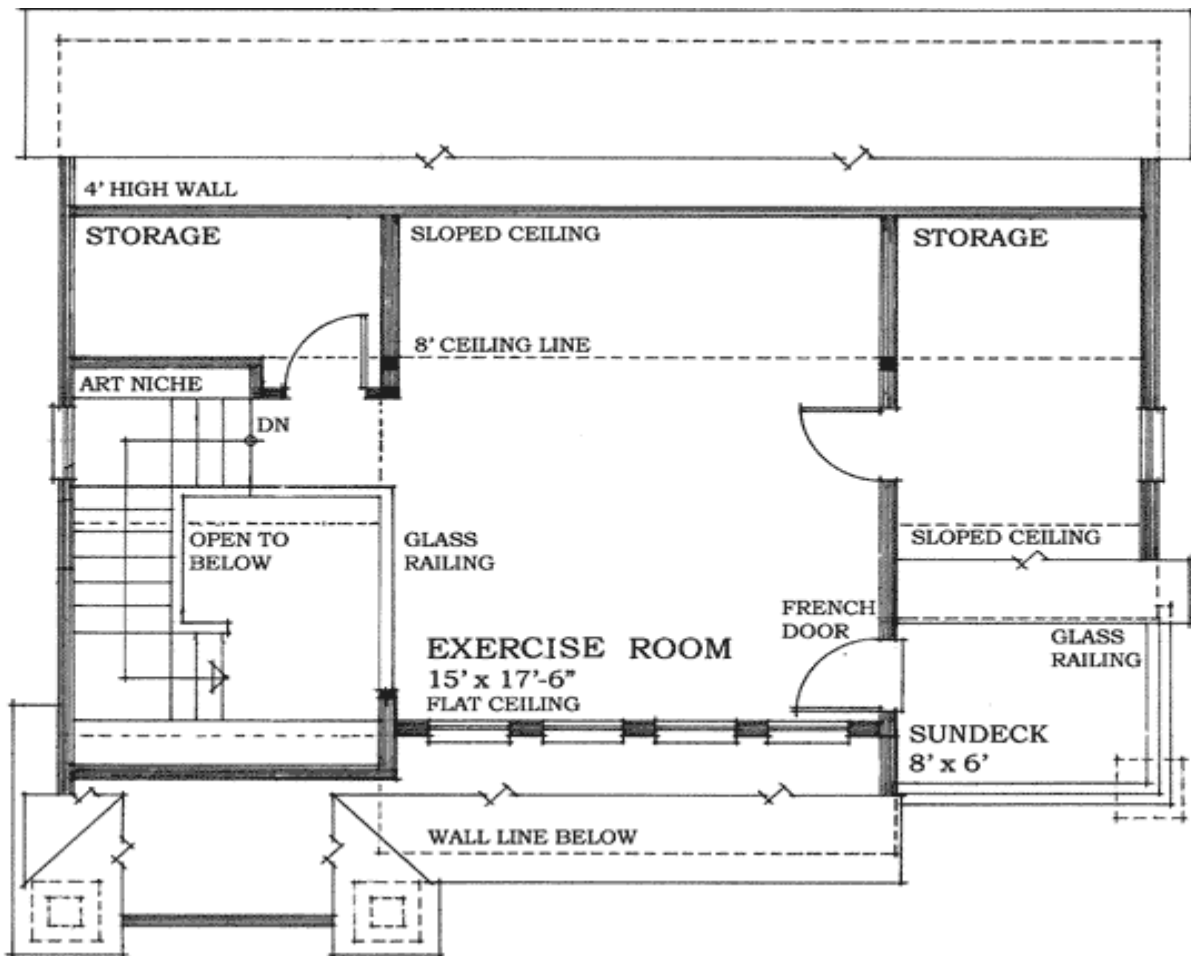 4' HIGH WALL
STORAGE
SLOPED CEILING
STORAGE
8' CEILING LINE
ART NICHE
DN
OPEN TO
BELOW
GLASS
RAILING
SLOPED CEILING
FRENCH
DOOR
GLASS
RAILING
EXERCISE ROOM
15' x 17'-6"
FLAT CEILING
SUNDECK
8' x 6'
WALL LINE BELOW